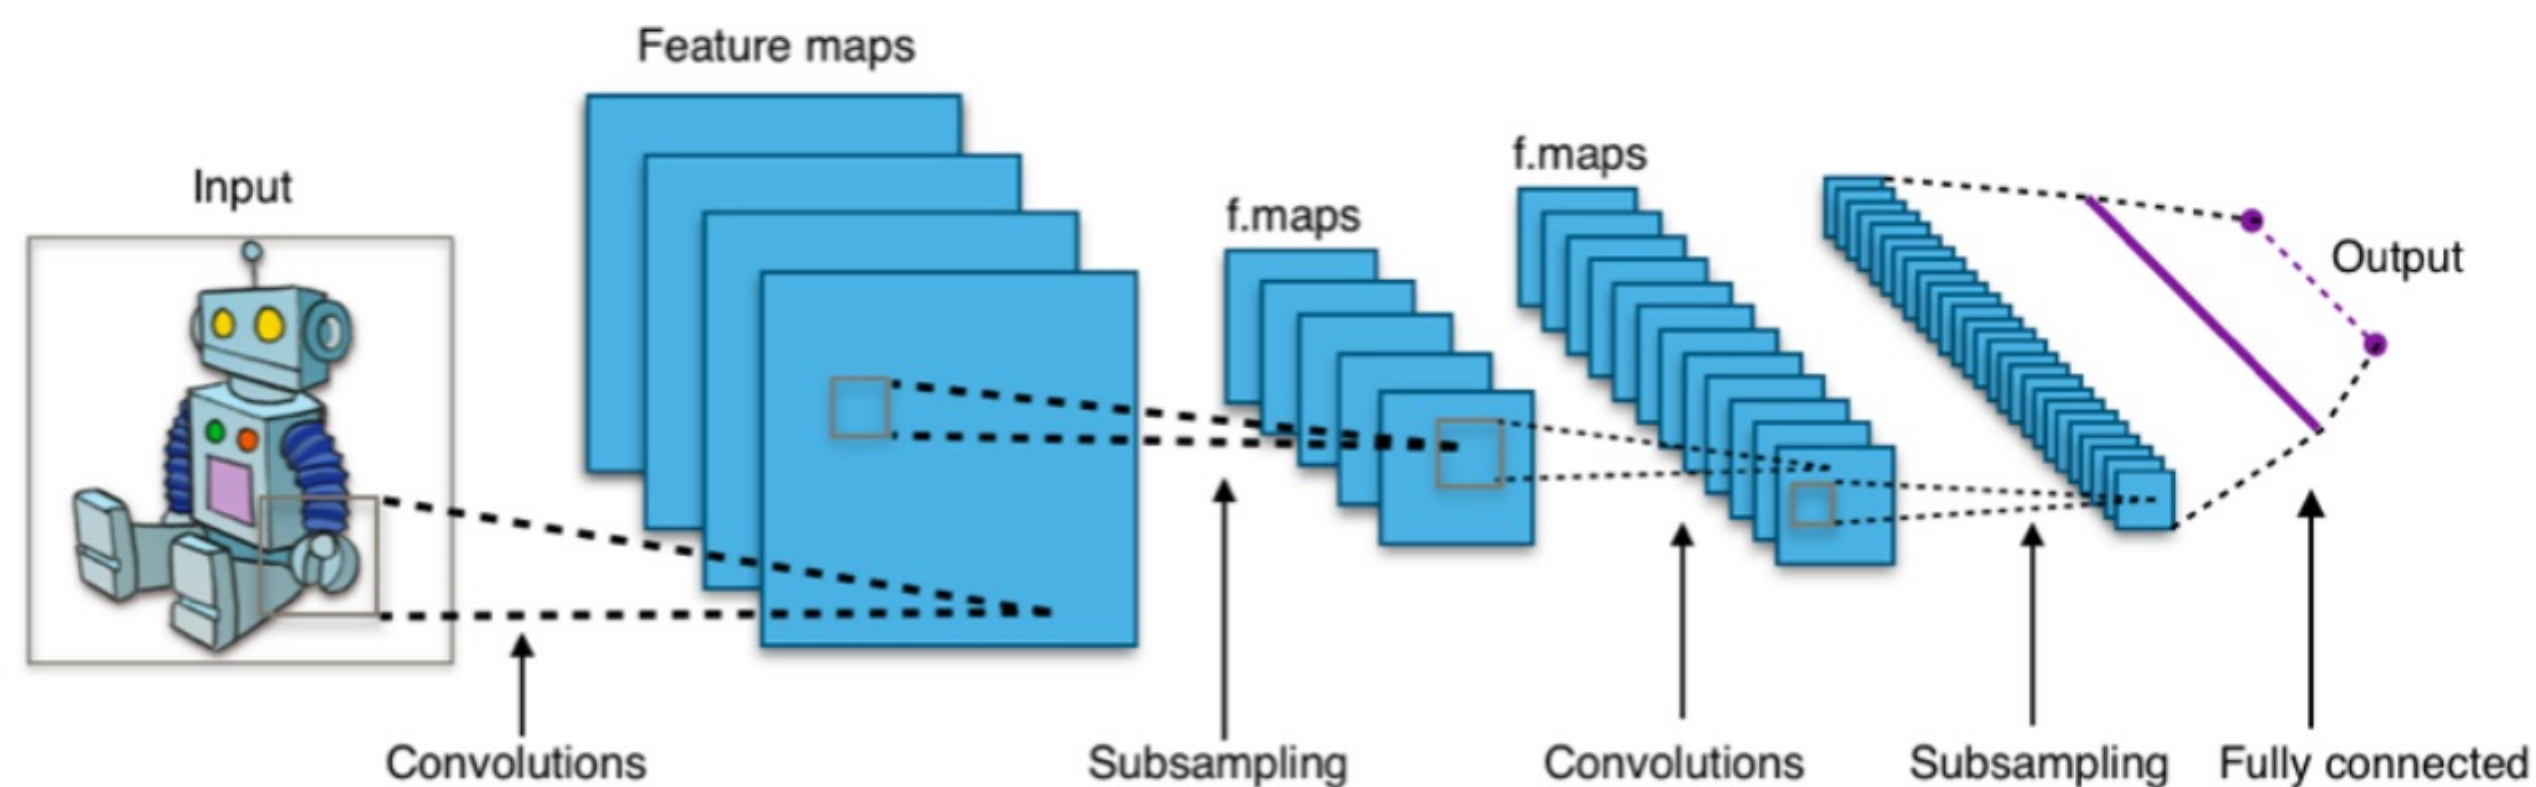 Feature maps
f.maps
Input
f.maps
Output
Convolutions
Subsampling
Convolutions
Subsampling
Fully connected